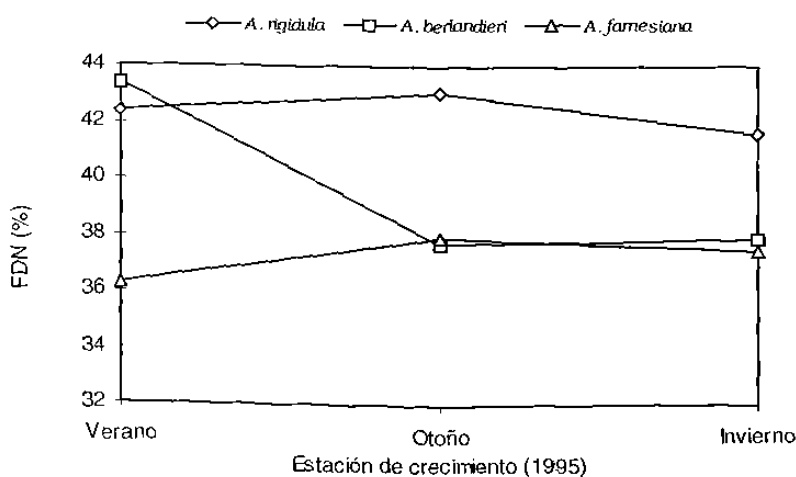 A. rigidula A. berlandieri A. farnesiana
44
42
40
38
36
34
32
FDN (%)
Verano Otoño Invierno
Estación de crecimiento (1995)